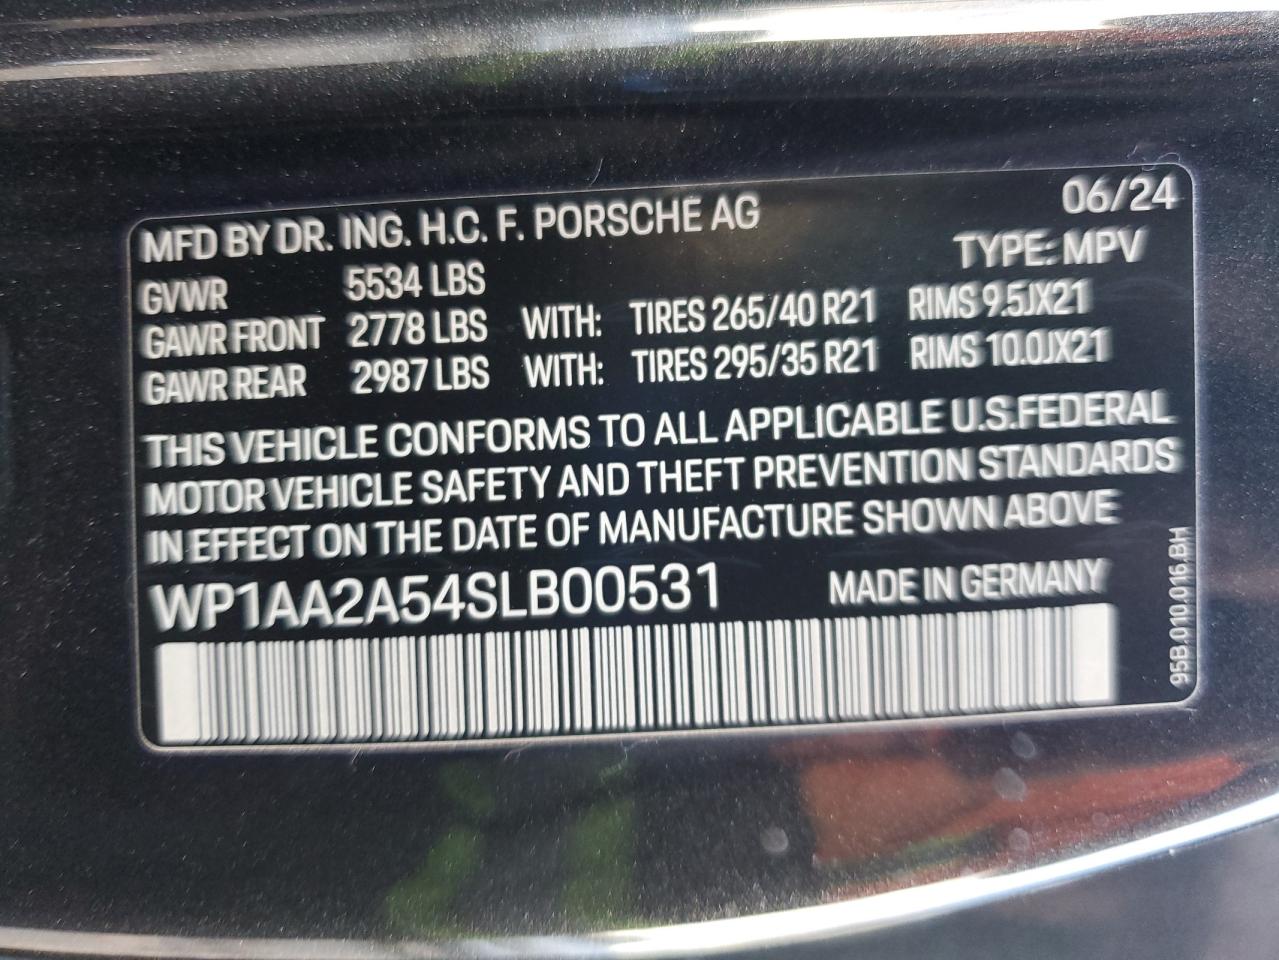 MFD BY DR. ING. H.C. F. PORSCHE AG 06/24
TYPE: MPV
GVWR 5534 LBS
GAWR FRONT 2778 LBS WITH: TIRES 265/40 R21 RIMS 9.5JX21
GAWR REAR 2987 LBS WITH: TIRES 295/35 R21 RIMS 10.0JX21
THIS VEHICLE CONFORMS TO ALL APPLICABLE U.S.FEDERAL
MOTOR VEHICLE SAFETY AND THEFT PREVENTION STANDARDS
IN EFFECT ON THE DATE OF MANUFACTURE SHOWN ABOVE
WP1AA2A54SLB00531 MADE IN GERMANY
95B.010.016.BH